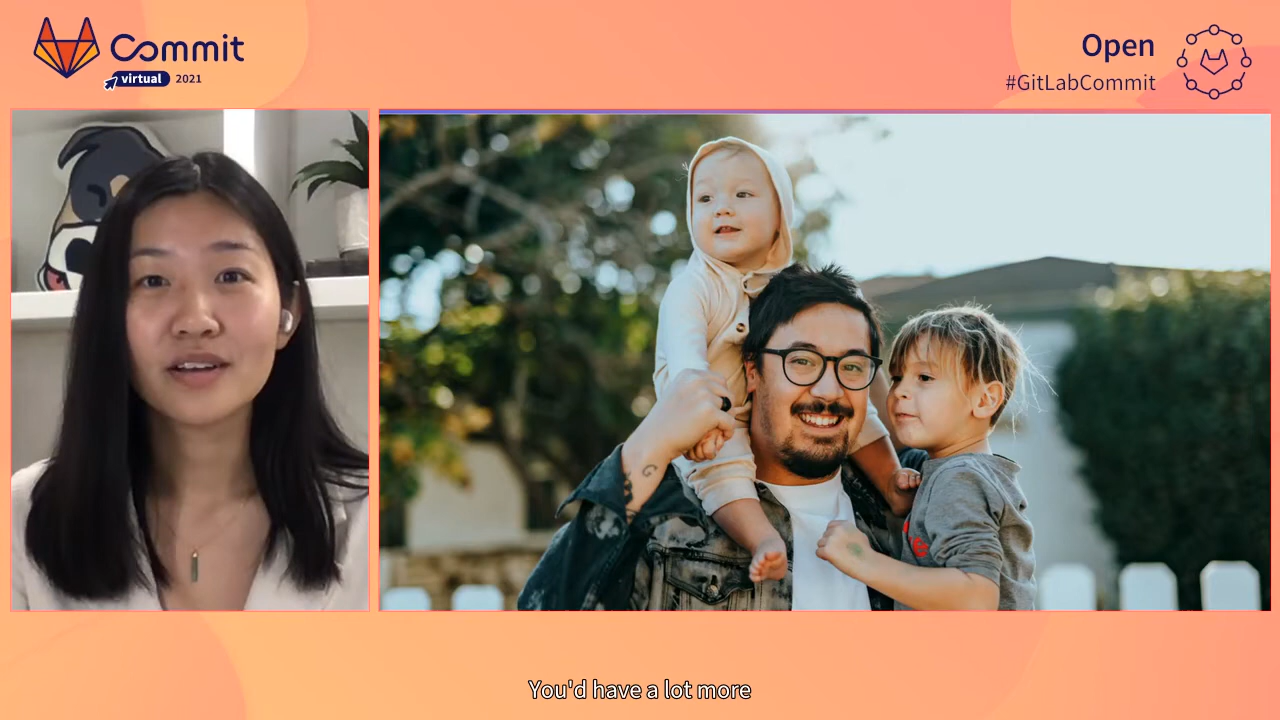 Commit
virtual 2021
Open
#GitLabCommit
You'd have a lot more